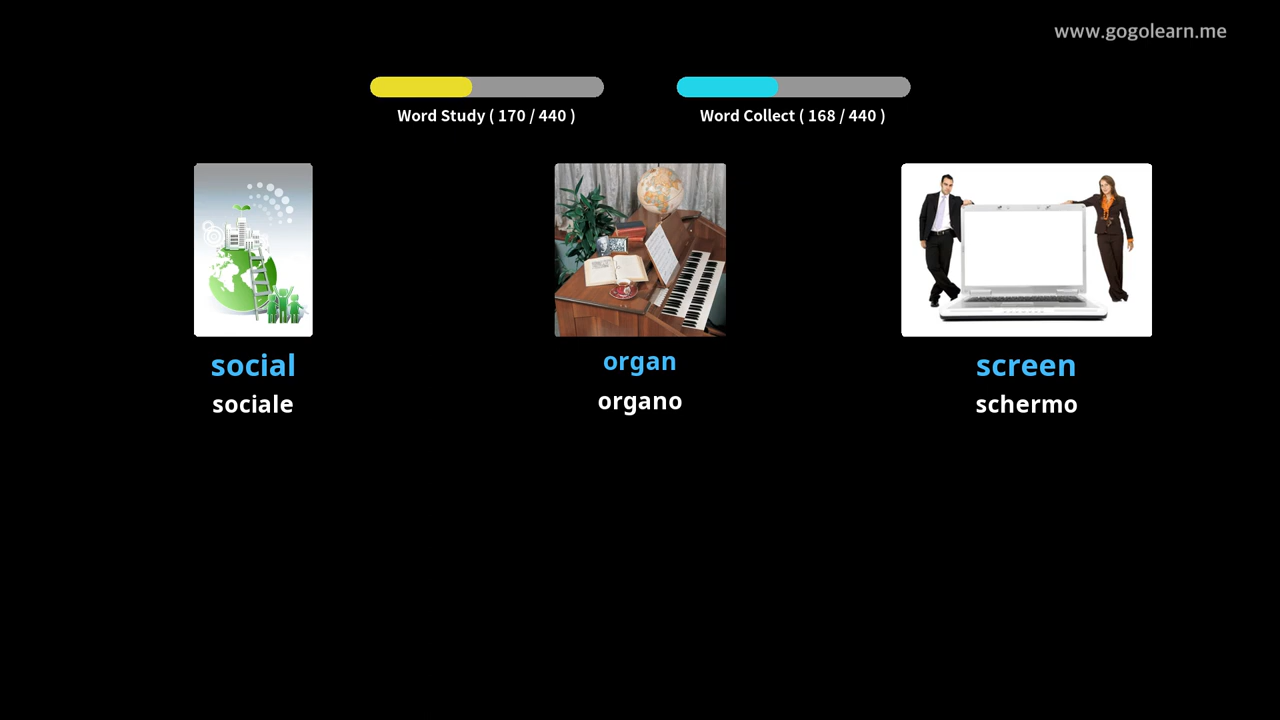 www.gogolearn.me
Word Study ( 170 / 440 )
Word Collect ( 168 / 440 )
social
sociale
organ
organo
screen
schermo